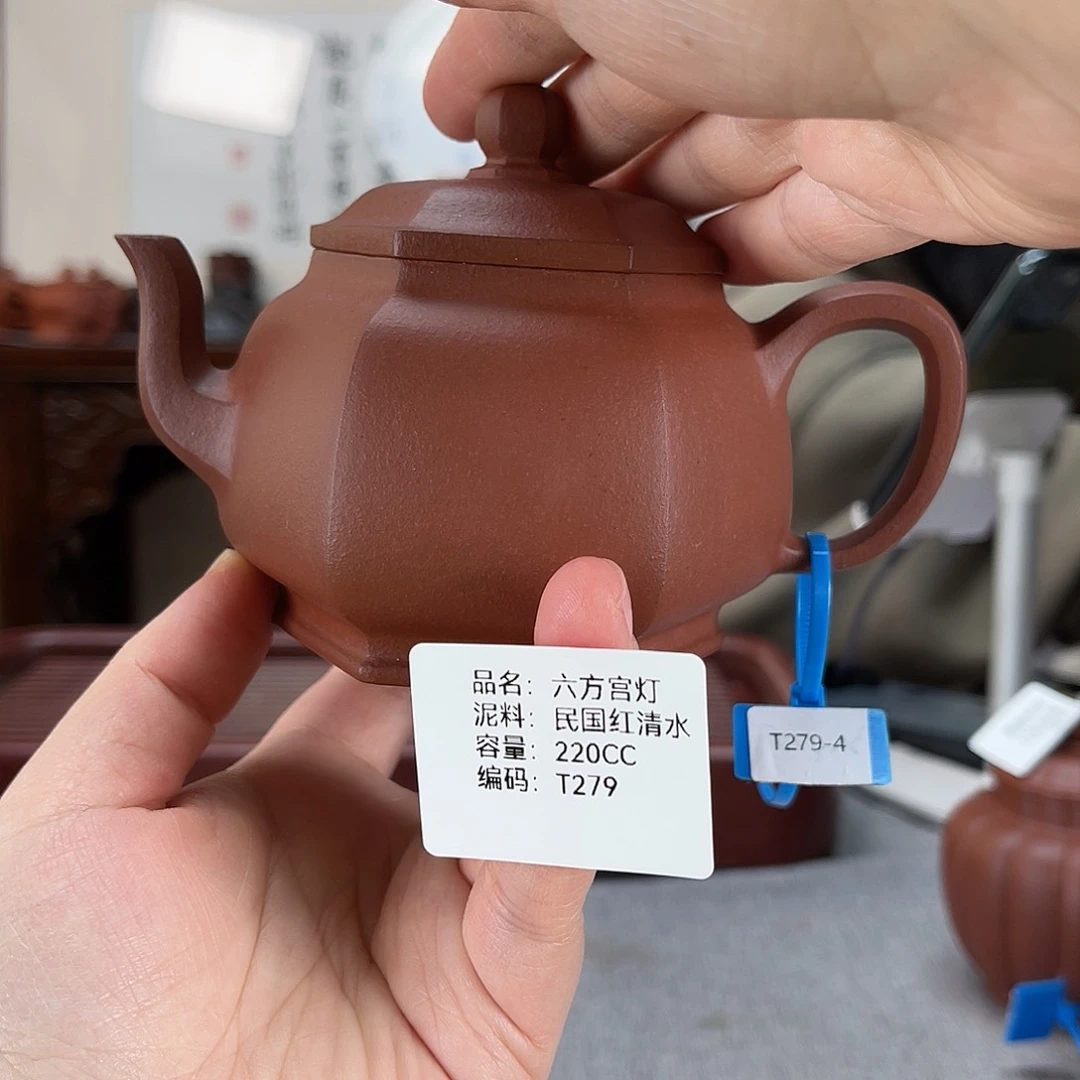 品名：六方宫灯
泥料：民国红清水
容量：220CC
编码：T279
T279-4